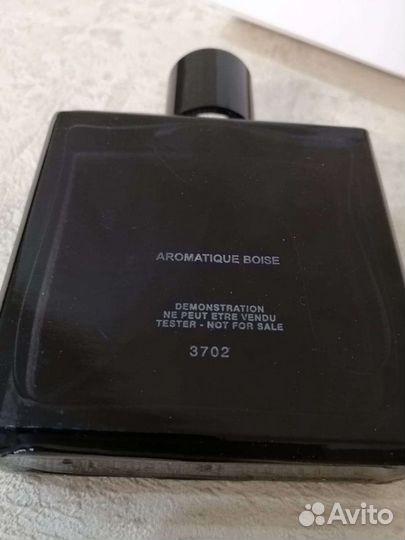 AROMATIQUE BOISE
DEMONSTRATION
NE PEUT ETRE VENDU
TESTER - NOT FOR SALE
3702
Avito